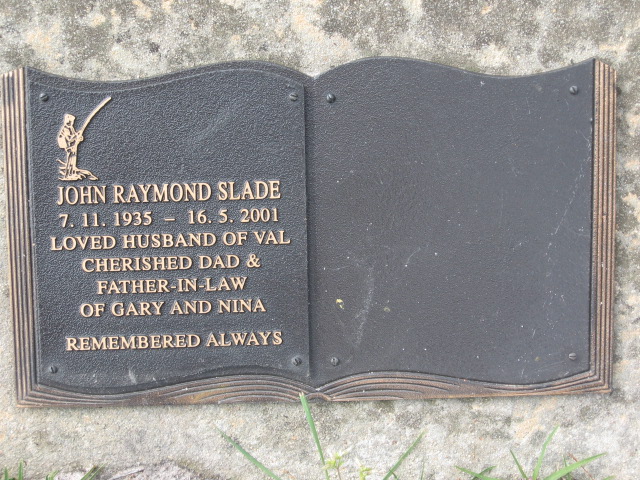 JOHN RAYMOND SLADE
7. 11. 1935 – 16. 5. 2001
LOVED HUSBAND OF VAL
CHERISHED DAD &
FATHER-IN-LAW
OF GARY AND NINA
REMEMBERED ALWAYS